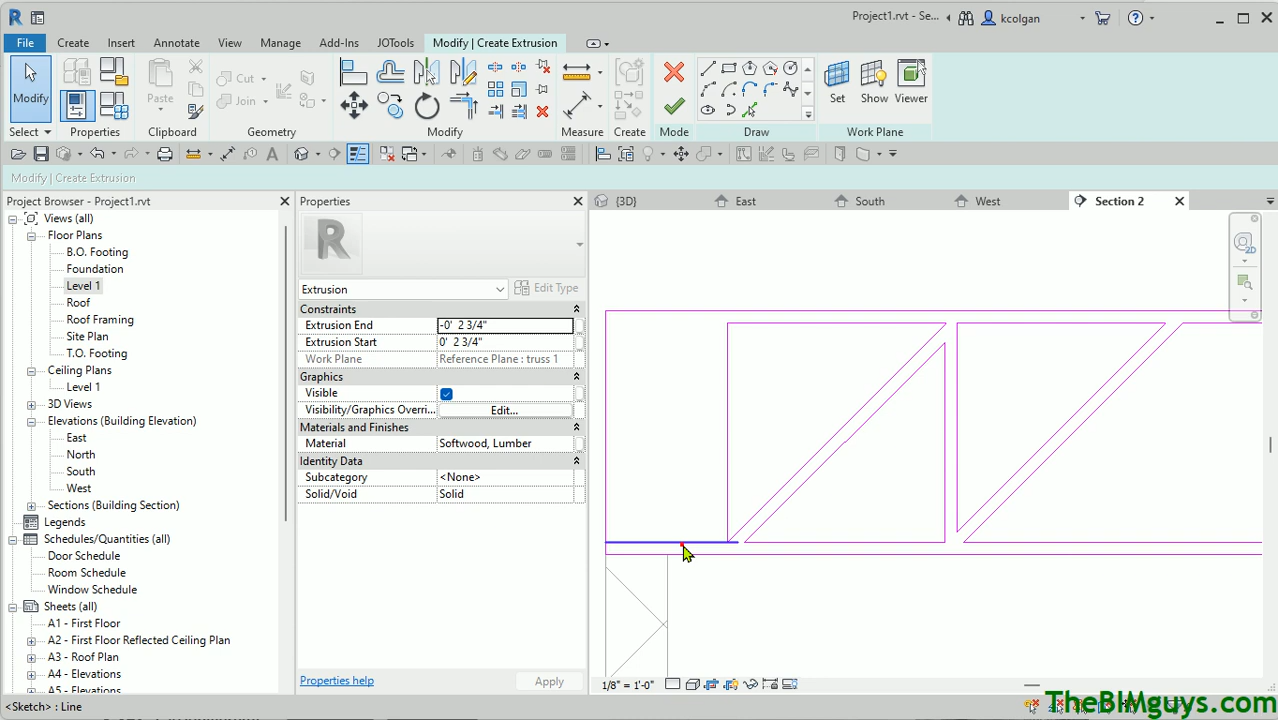 Project1.rvt - Se...
kcolgan
File
Create
Insert
Annotate
View
Manage
Add-Ins
JOTools
Modify | Create Extrusion
Modify
Paste
Cut
Join
Set
Show
Viewer
Select
Properties
Clipboard
Geometry
Modify
Measure
Create
Mode
Draw
Work Plane
Modify | Create Extrusion
Project Browser - Project1.rvt
Views (all)
Floor Plans
B.O. Footing
Foundation
Level 1
Roof
Roof Framing
Site Plan
T.O. Footing
Ceiling Plans
Level 1
3D Views
Elevations (Building Elevation)
East
North
South
West
Sections (Building Section)
Legends
Schedules/Quantities (all)
Door Schedule
Room Schedule
Window Schedule
Sheets (all)
A1 - First Floor
A2 - First Floor Reflected Ceiling Plan
A3 - Roof Plan
A4 - Elevations
A5 - Elevations
Properties
Extrusion
Edit Type
Constraints
Extrusion End -0' 2 3/4"
Extrusion Start 0' 2 3/4"
Work Plane Reference Plane : truss 1
Graphics
Visible
Visibility/Graphics Overri... Edit...
Materials and Finishes
Material Softwood, Lumber
Identity Data
Subcategory <None>
Solid/Void Solid
Properties help
Apply
{3D}
East
South
West
Section 2
2D
1/8" = 1'-0"
<Sketch> : Line
TheBIMguys.com